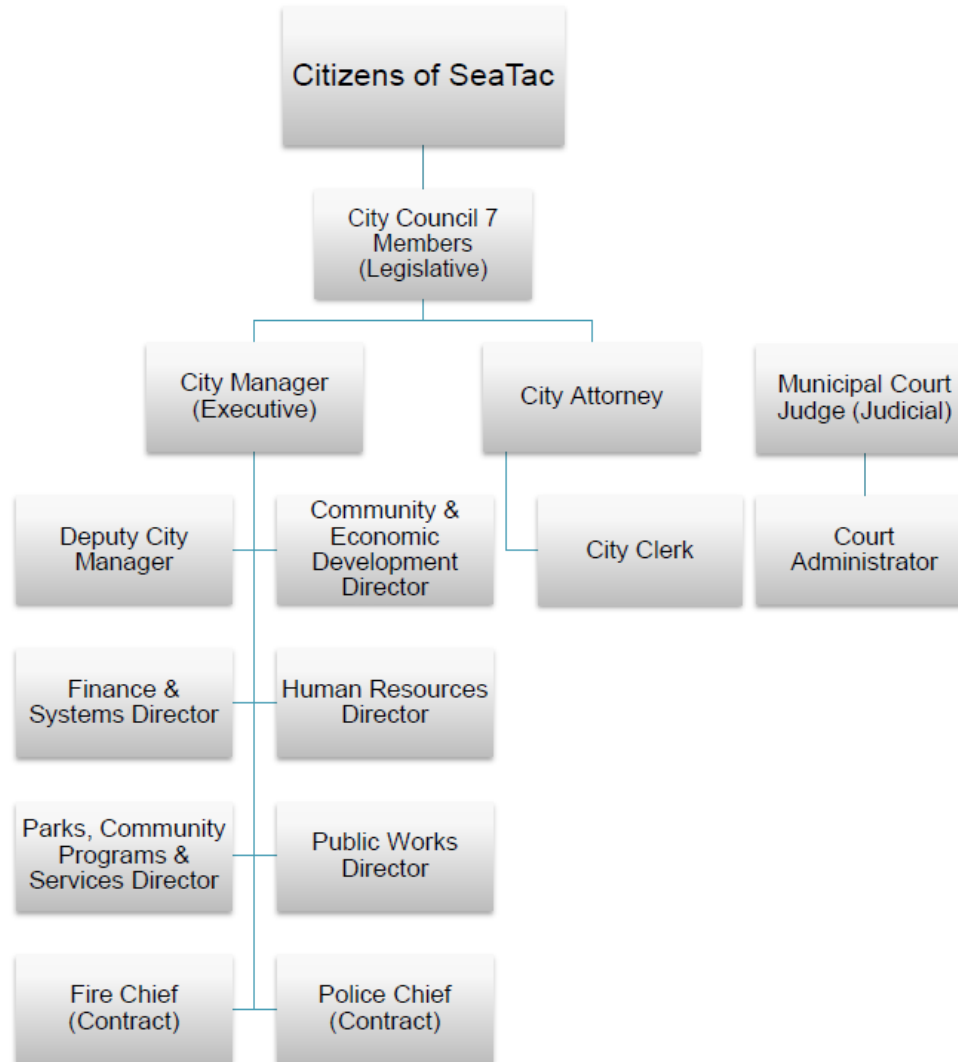 Citizens of SeaTac
City Council 7
Members
(Legislative)
City Manager
(Executive)
City Attorney
Municipal Court
Judge (Judicial)
Deputy City
Manager
Community &
Economic
Development
Director
City Clerk
Court
Administrator
Finance &
Systems Director
Human Resources
Director
Parks, Community
Programs &
Services Director
Public Works
Director
Fire Chief
(Contract)
Police Chief
(Contract)